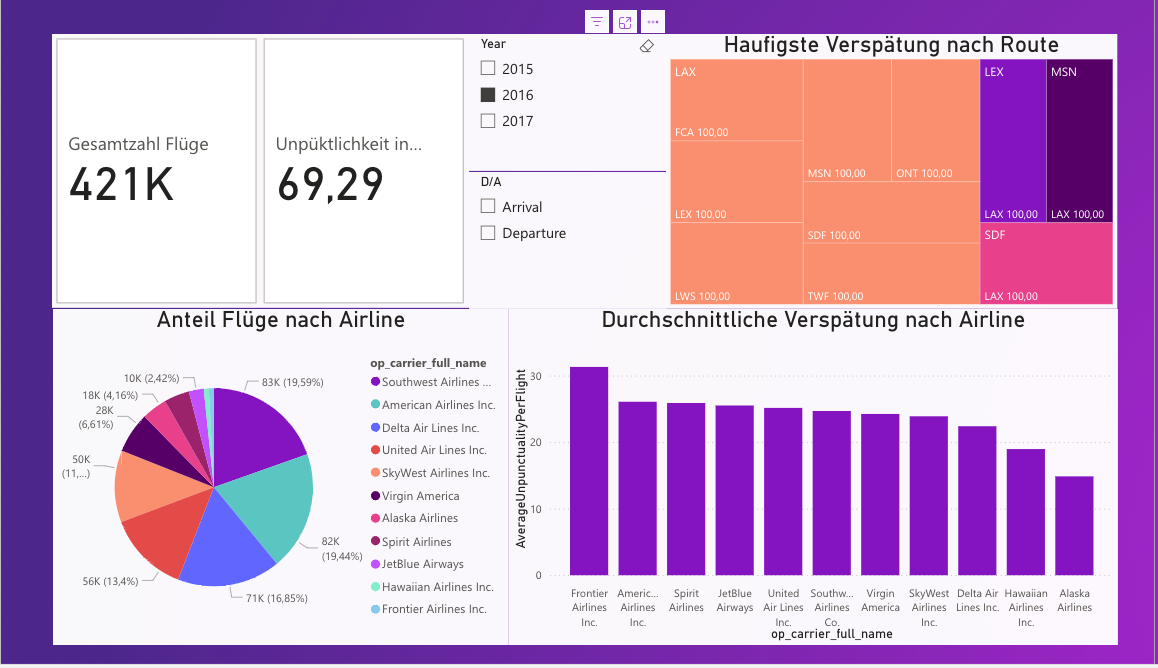 Gesamtzahl Flüge
421K
Unpüktlichkeit in...
69,29
Year
2015
2016
2017
D/A
Arrival
Departure
Haufigste Verspätung nach Route
LAX
FCA 100,00
LEX 100,00
LWS 100,00
MSN 100,00
ONT 100,00
SDF 100,00
TWF 100,00
LEX
LAX 100,00
MSN
LAX 100,00
SDF
LAX 100,00
Anteil Flüge nach Airline
83K (19,59%)
82K
(19,44%)
71K (16,85%)
56K (13,4%)
50K
(11,...)
28K
(6,61%)
18K (4,16%)
10K (2,42%)
op_carrier_full_name
Southwest Airlines ...
American Airlines Inc.
Delta Air Lines Inc.
United Air Lines Inc.
SkyWest Airlines Inc.
Virgin America
Alaska Airlines
Spirit Airlines
JetBlue Airways
Hawaiian Airlines Inc.
Frontier Airlines Inc.
Durchschnittliche Verspätung nach Airline
AverageUnpunctualityPerFlight
30
20
10
0
Frontier
Airlines
Inc.
Americ...
Airlines
Inc.
Spirit
Airlines
JetBlue
Airways
United
Air Lines
Inc.
Southw...
Airlines
Co.
Virgin
America
SkyWest
Airlines
Inc.
Delta Air
Lines Inc.
Hawaiian
Airlines
Inc.
Alaska
Airlines
op_carrier_full_name